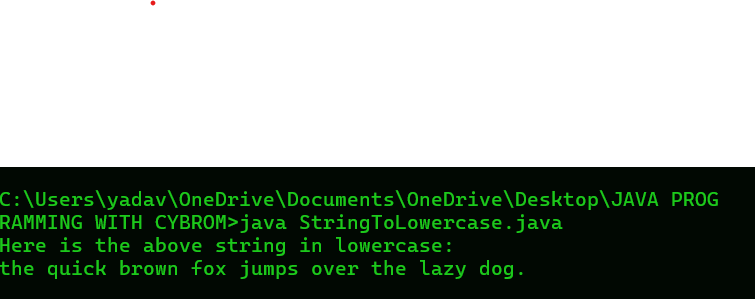 C:\Users\yadav\OneDrive\Documents\OneDrive\Desktop\JAVA PROG
RAMMING WITH CYBROM>java StringToLowercase.java
Here is the above string in lowercase:
the quick brown fox jumps over the lazy dog.